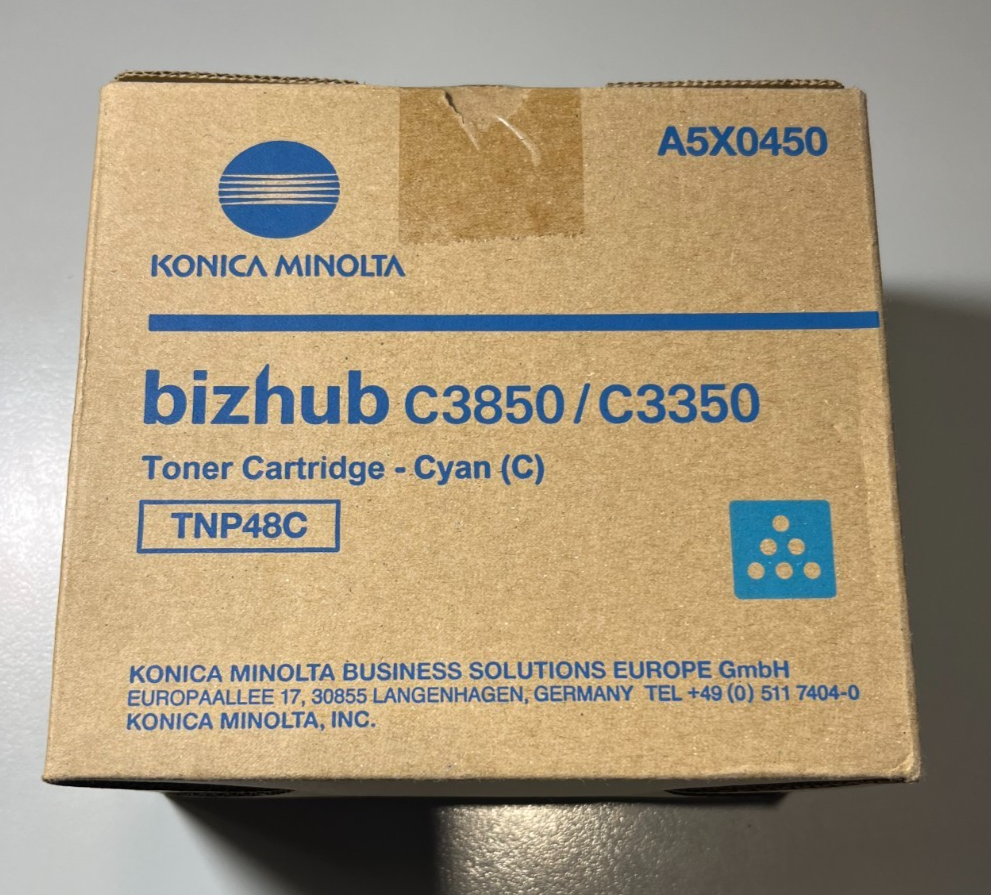 A5X0450
KONICA MINOLTA
bizhub C3850/C3350
Toner Cartridge - Cyan (C)
TNP48C
KONICA MINOLTA BUSINESS SOLUTIONS EUROPE GmbH
EUROPAALLEE 17, 30855 LANGENHAGEN, GERMANY TEL +49 (0) 511 7404-0
KONICA MINOLTA, INC.